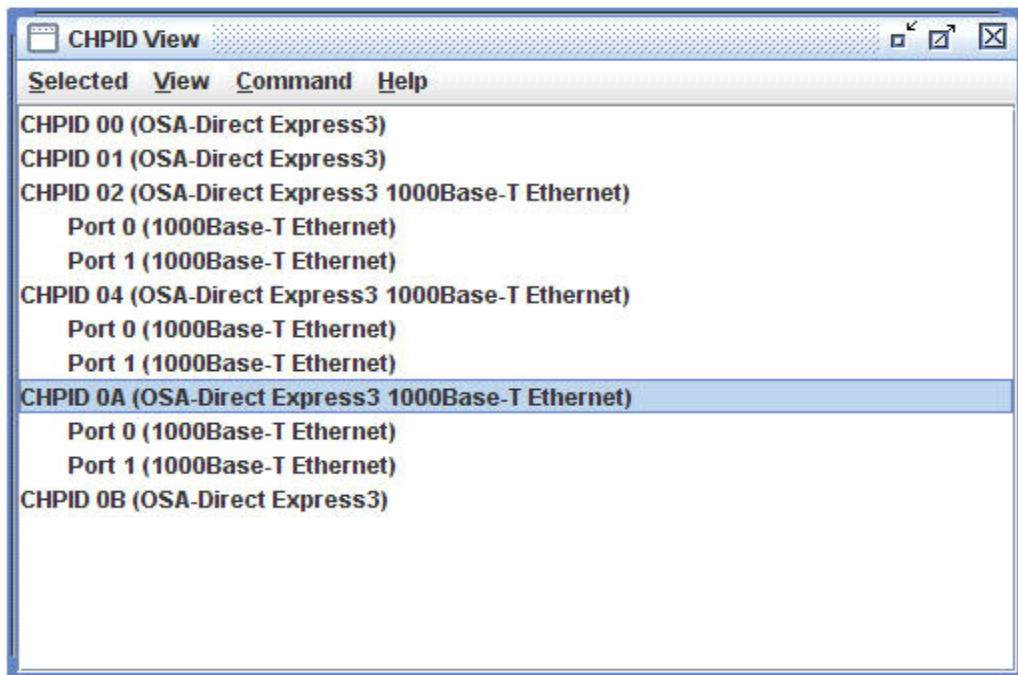 CHPID View
Selected View Command Help
CHPID 00 (OSA-Direct Express3)
CHPID 01 (OSA-Direct Express3)
CHPID 02 (OSA-Direct Express3 1000Base-T Ethernet)
Port 0 (1000Base-T Ethernet)
Port 1 (1000Base-T Ethernet)
CHPID 04 (OSA-Direct Express3 1000Base-T Ethernet)
Port 0 (1000Base-T Ethernet)
Port 1 (1000Base-T Ethernet)
CHPID 0A (OSA-Direct Express3 1000Base-T Ethernet)
Port 0 (1000Base-T Ethernet)
Port 1 (1000Base-T Ethernet)
CHPID 0B (OSA-Direct Express3)